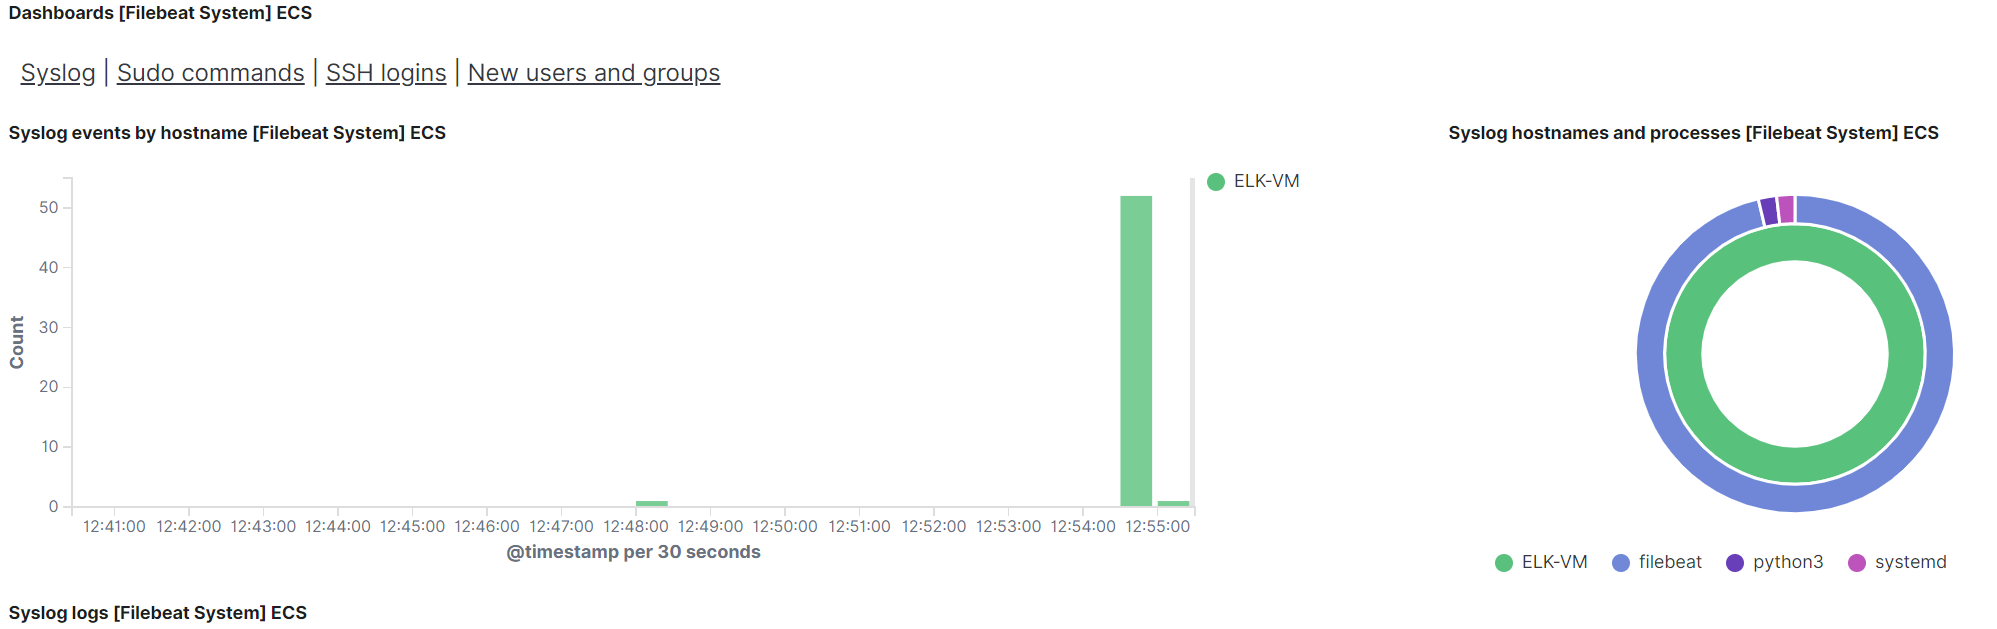 Dashboards [Filebeat System] ECS
Syslog | Sudo commands | SSH logins | New users and groups
Syslog events by hostname [Filebeat System] ECS
50
40
30
20
10
0
Count
12:41:00 12:42:00 12:43:00 12:44:00 12:45:00 12:46:00 12:47:00 12:48:00 12:49:00 12:50:00 12:51:00 12:52:00 12:53:00 12:54:00 12:55:00
@timestamp per 30 seconds
ELK-VM
Syslog hostnames and processes [Filebeat System] ECS
ELK-VM filebeat python3 systemd
Syslog logs [Filebeat System] ECS